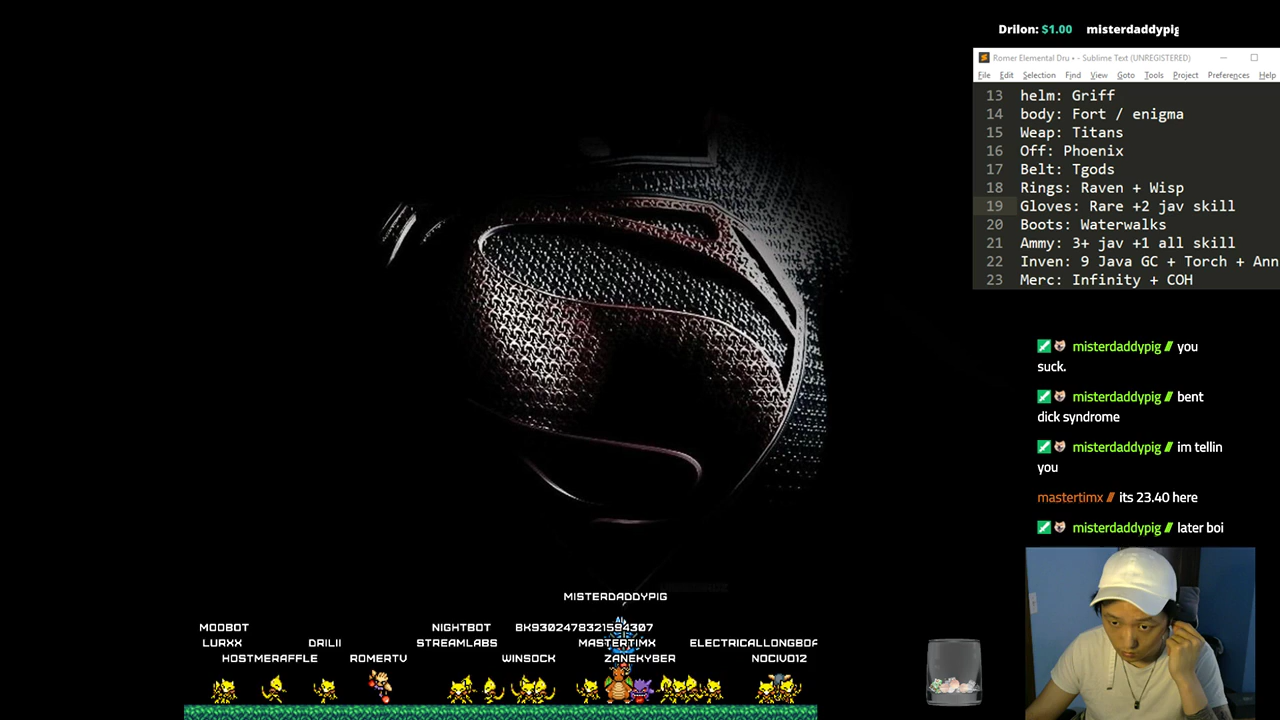 Drilon: $1.00 misterdaddypig
Romer Elemental Dru • - Sublime Text (UNREGISTERED)
File Edit Selection Find View Goto Tools Project Preferences Help
13 helm: Griff
14 body: Fort / enigma
15 Weap: Titans
16 Off: Phoenix
17 Belt: Tgods
18 Rings: Raven + Wisp
19 Gloves: Rare +2 jav skill
20 Boots: Waterwalks
21 Ammy: 3+ jav +1 all skill
22 Inven: 9 Java GC + Torch + Ann
23 Merc: Infinity + COH
misterdaddypig // you
suck.
misterdaddypig // bent
dick syndrome
misterdaddypig // im tellin
you
mastertimx // its 23.40 here
misterdaddypig // later boi
MISTERDADDYPIG
MOOBOT NIGHTBOT BK9302478321594307
LURXX DRILII STREAMLABS MASTERTIMX ELECTRICALLONGBOA
HOSTMERAFFLE ROMERTV WINSOCK ZANEKYBER NOCIVO12